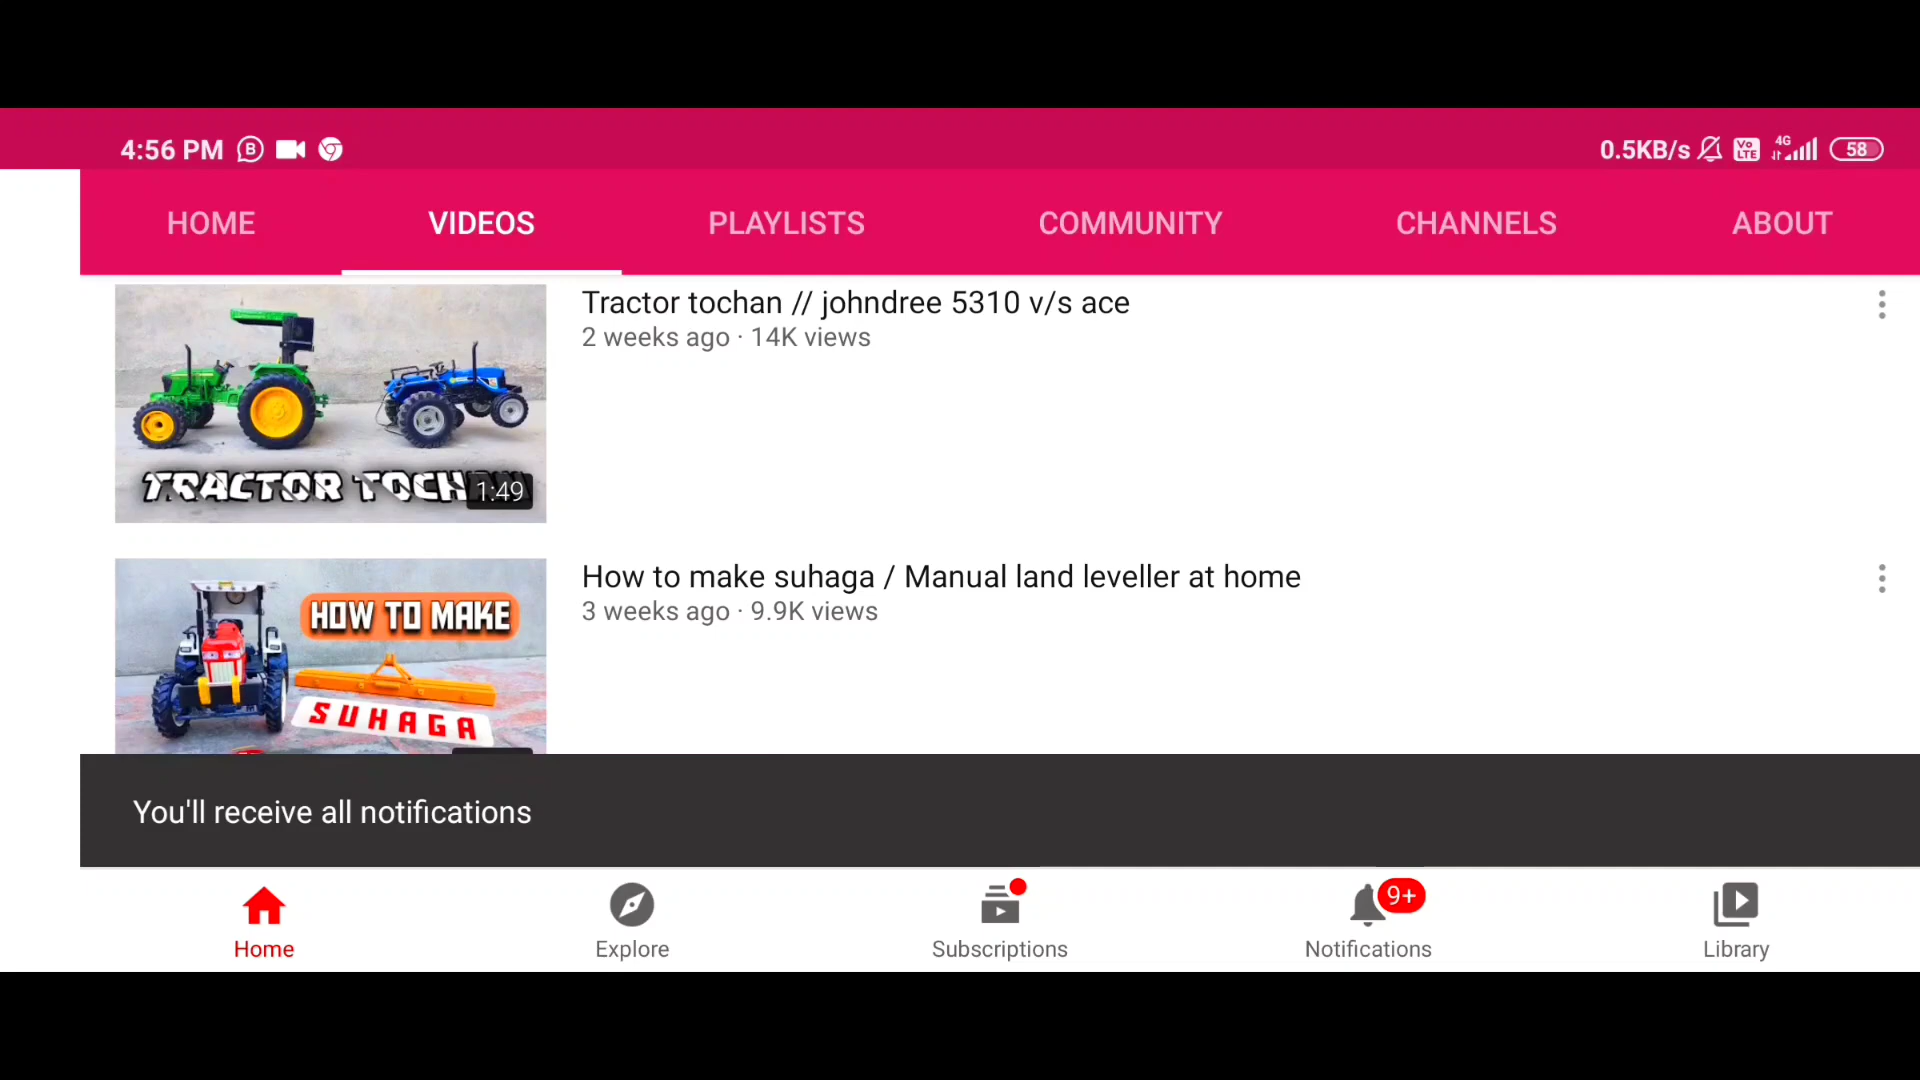 4:56 PM
0.5KB/s
Vo LTE
4G
58
HOME
VIDEOS
PLAYLISTS
COMMUNITY
CHANNELS
ABOUT
TRACTOR TOCH
1:49
Tractor tochan // johndree 5310 v/s ace
2 weeks ago · 14K views
HOW TO MAKE
SUHAGA
How to make suhaga / Manual land leveller at home
3 weeks ago · 9.9K views
You'll receive all notifications
Home
Explore
Subscriptions
9+
Notifications
Library